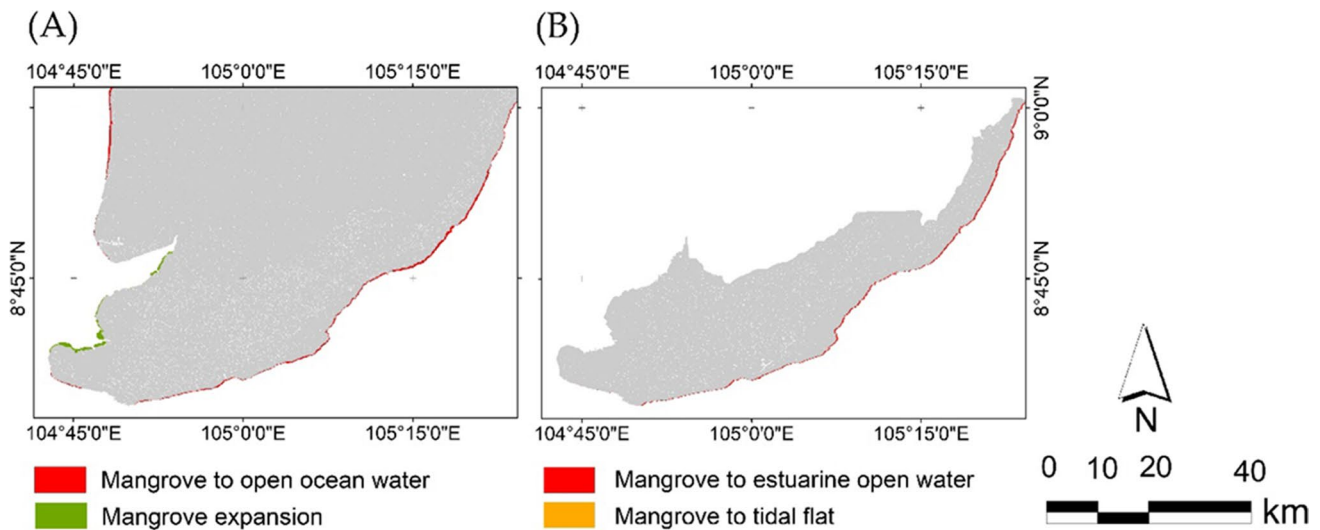 (A)
(B)
104°45'0"E 105°0'0"E 105°15'0"E
104°45'0"E 105°0'0"E 105°15'0"E
9°0'0"N
8°45'0"N
8°45'0"N
104°45'0"E 105°0'0"E 105°15'0"E
104°45'0"E 105°0'0"E 105°15'0"E
N
Mangrove to open ocean water
Mangrove expansion
Mangrove to estuarine open water
Mangrove to tidal flat
0 10 20 40
km